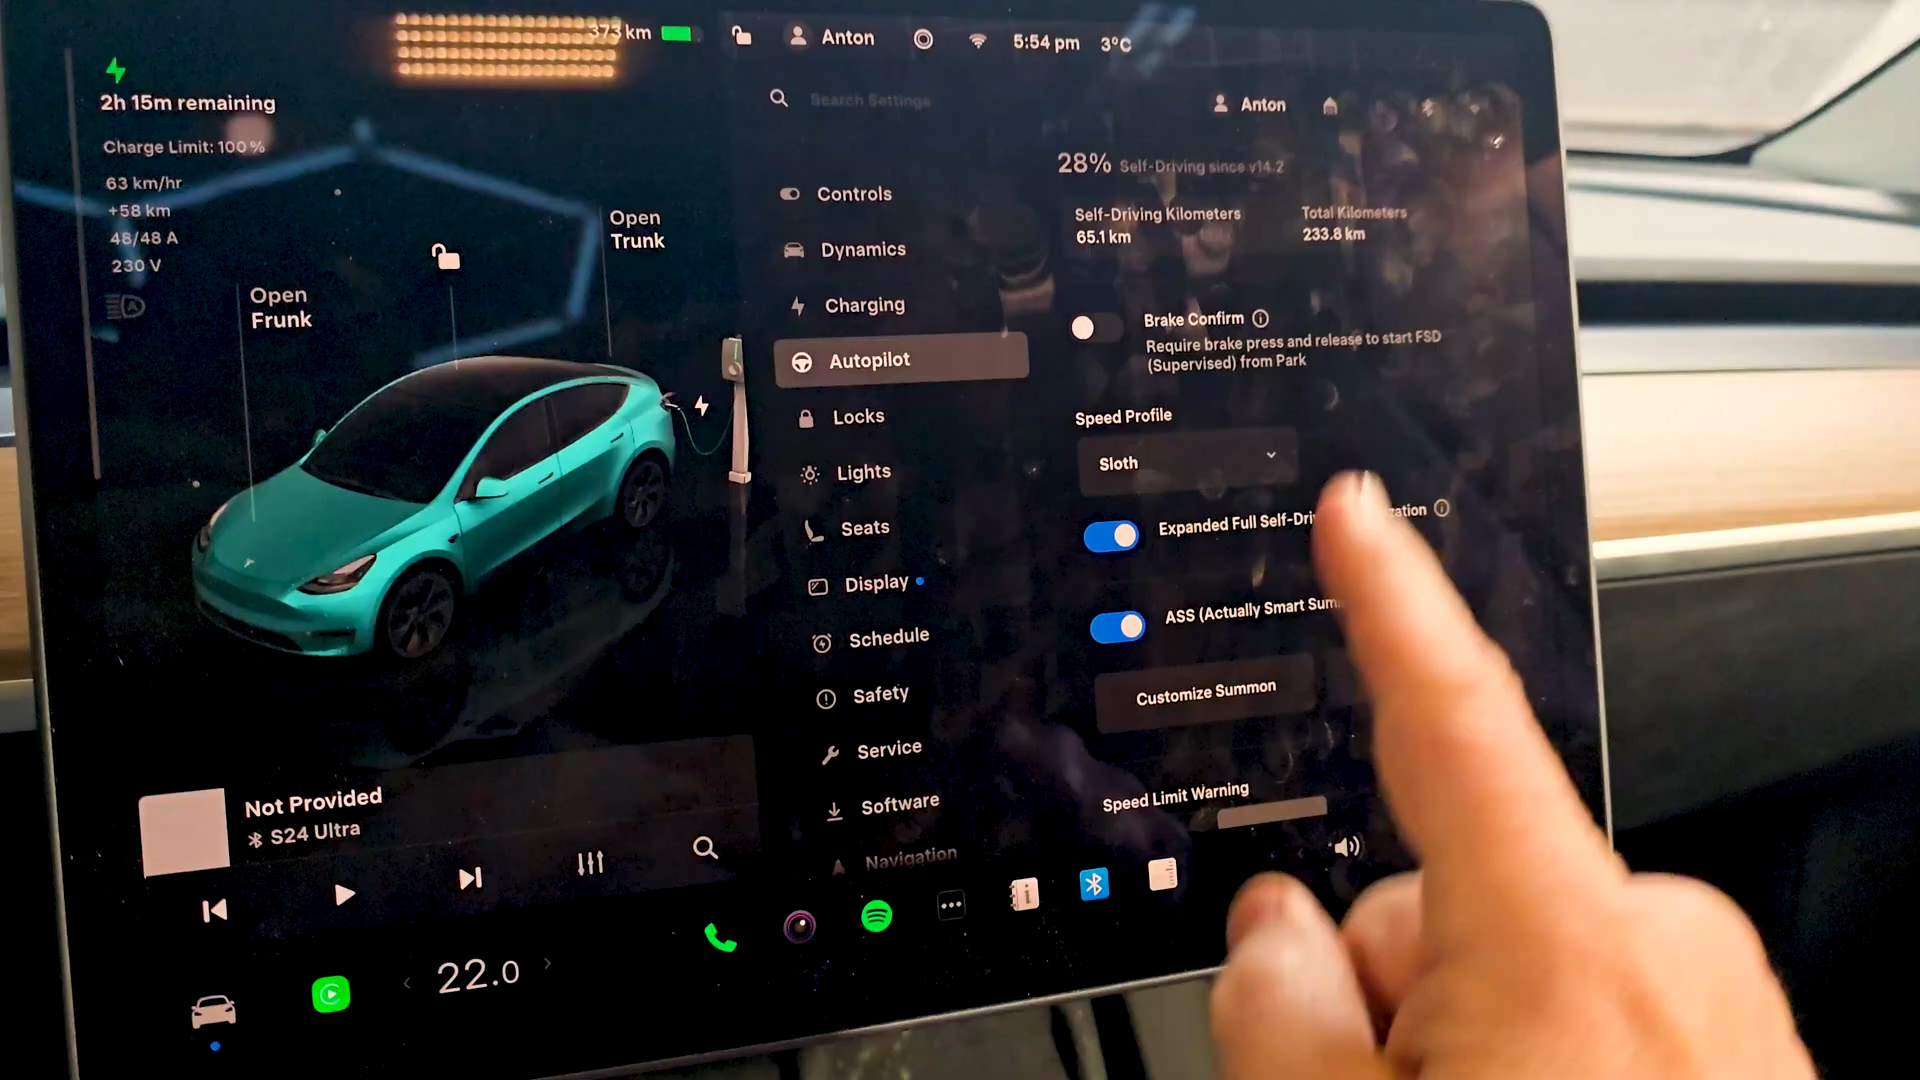 373 km
Anton
5:54 pm
3°C
2h 15m remaining
Charge Limit: 100 %
63 km/hr
+58 km
48/48 A
230 V
A
Open
Frunk
Open
Trunk
Not Provided
S24 Ultra
22.0
Search Settings
Controls
Dynamics
Charging
Autopilot
Locks
Lights
Seats
Display
Schedule
Safety
Service
Software
Navigation
Anton
28% Self-Driving since v14.2
Self-Driving Kilometers
65.1 km
Total Kilometers
233.8 km
Brake Confirm
Require brake press and release to start FSD
(Supervised) from Park
Speed Profile
Sloth
Expanded Full Self-Dri zation
ASS (Actually Smart Sum
Customize Summon
Speed Limit Warning